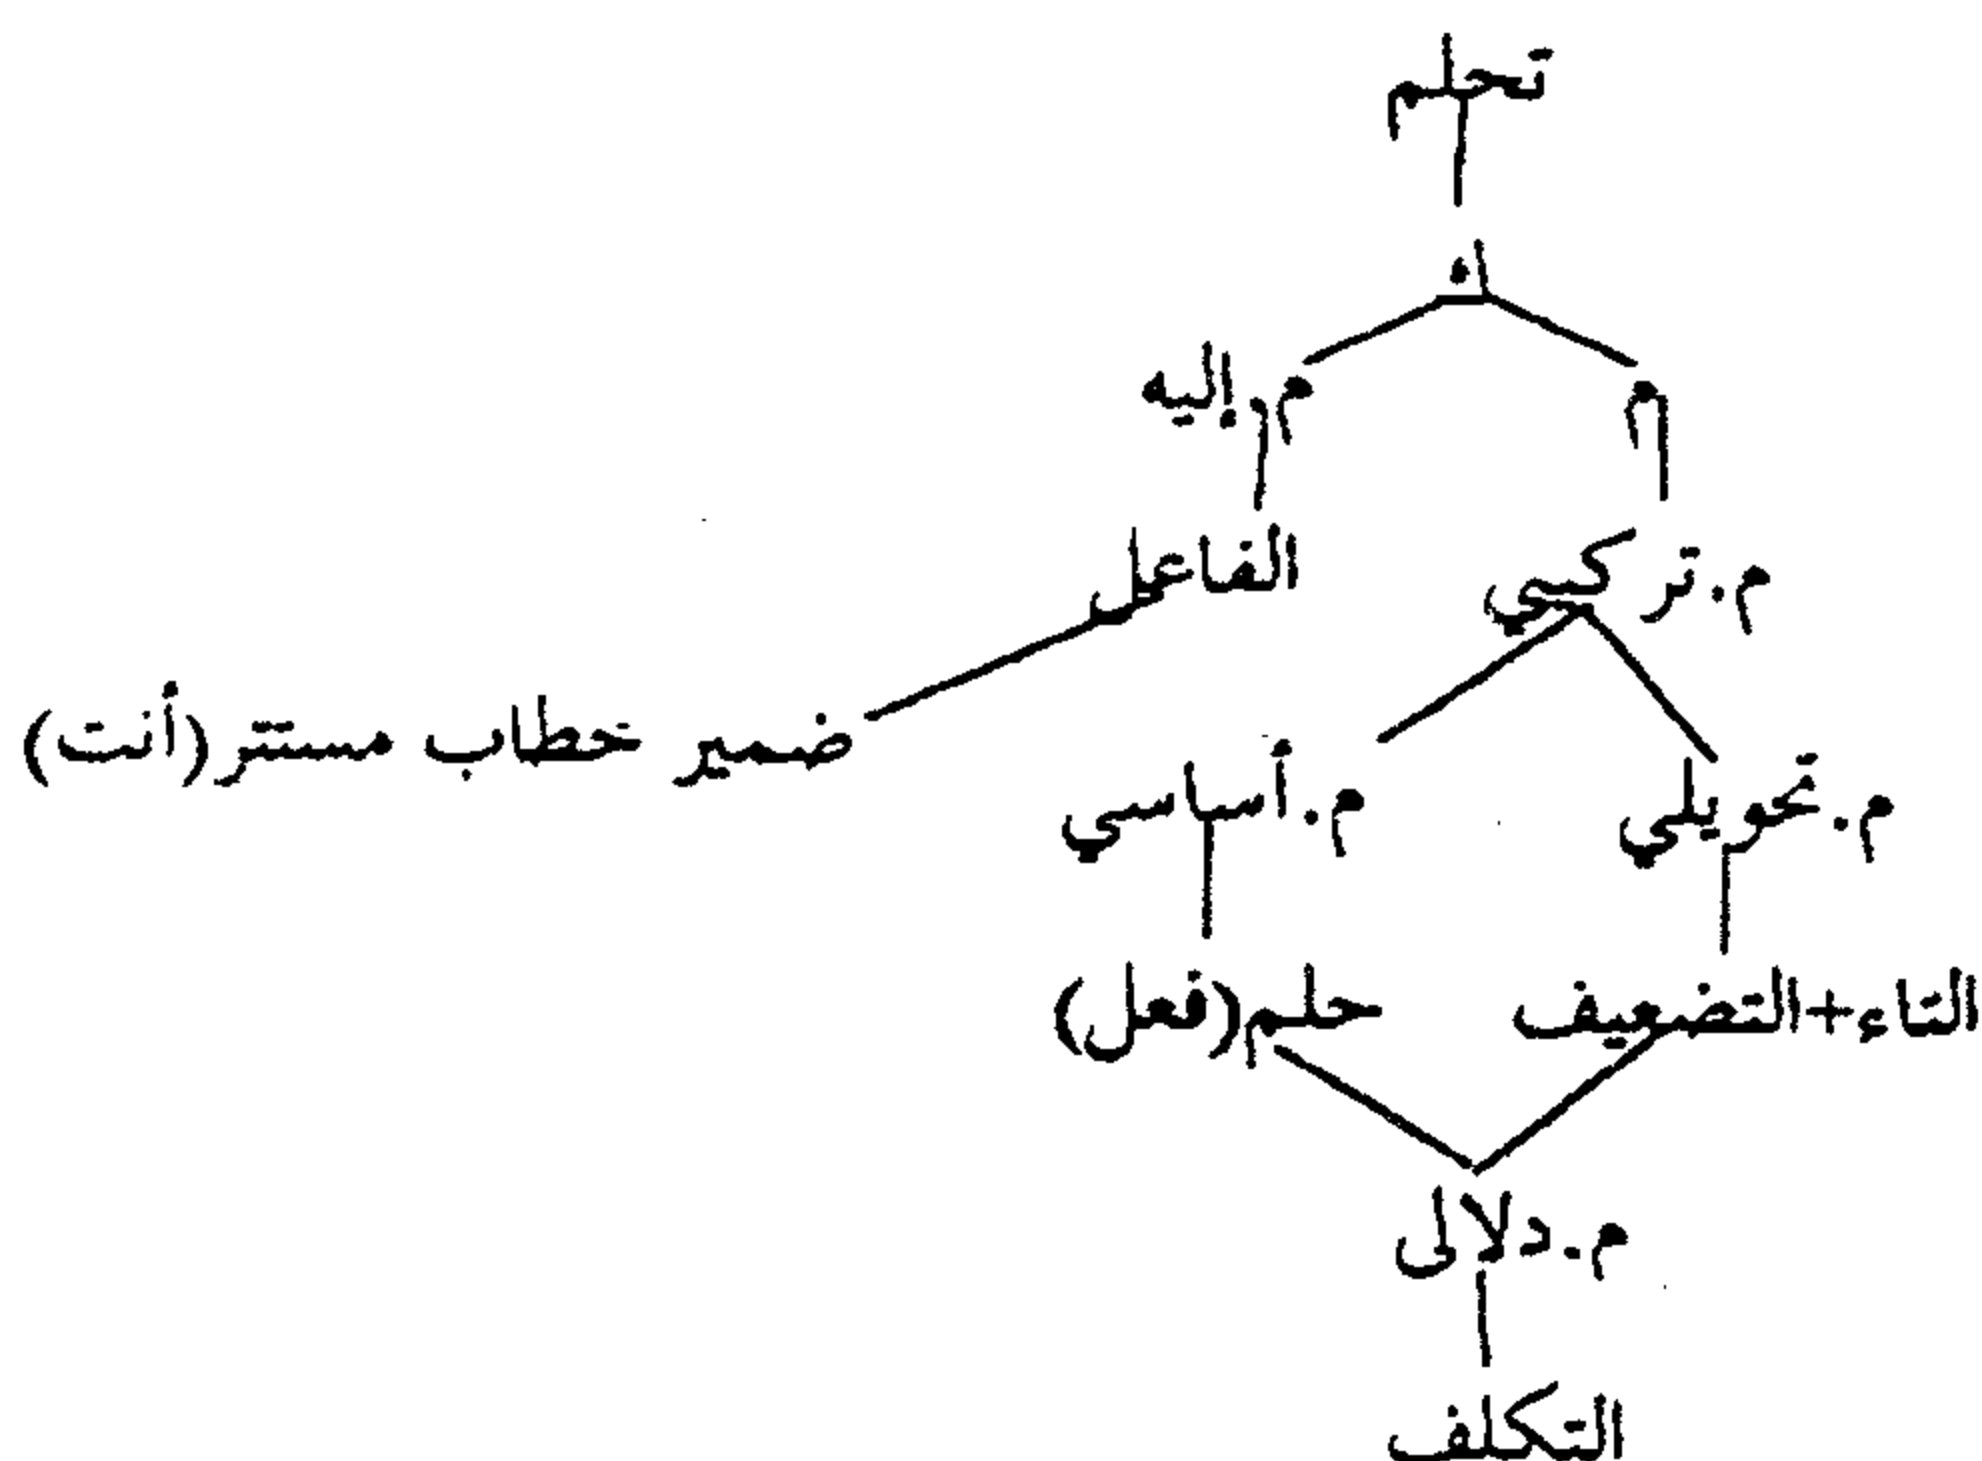 تحلم
ك
م م.إليه
م.تركيبي الفاعل
ضمير خطاب مستتر(أنت)
م.تحويلي م.أساسي
التاء+التضعيف حلم(فعل)
م.دلالى
التكلف